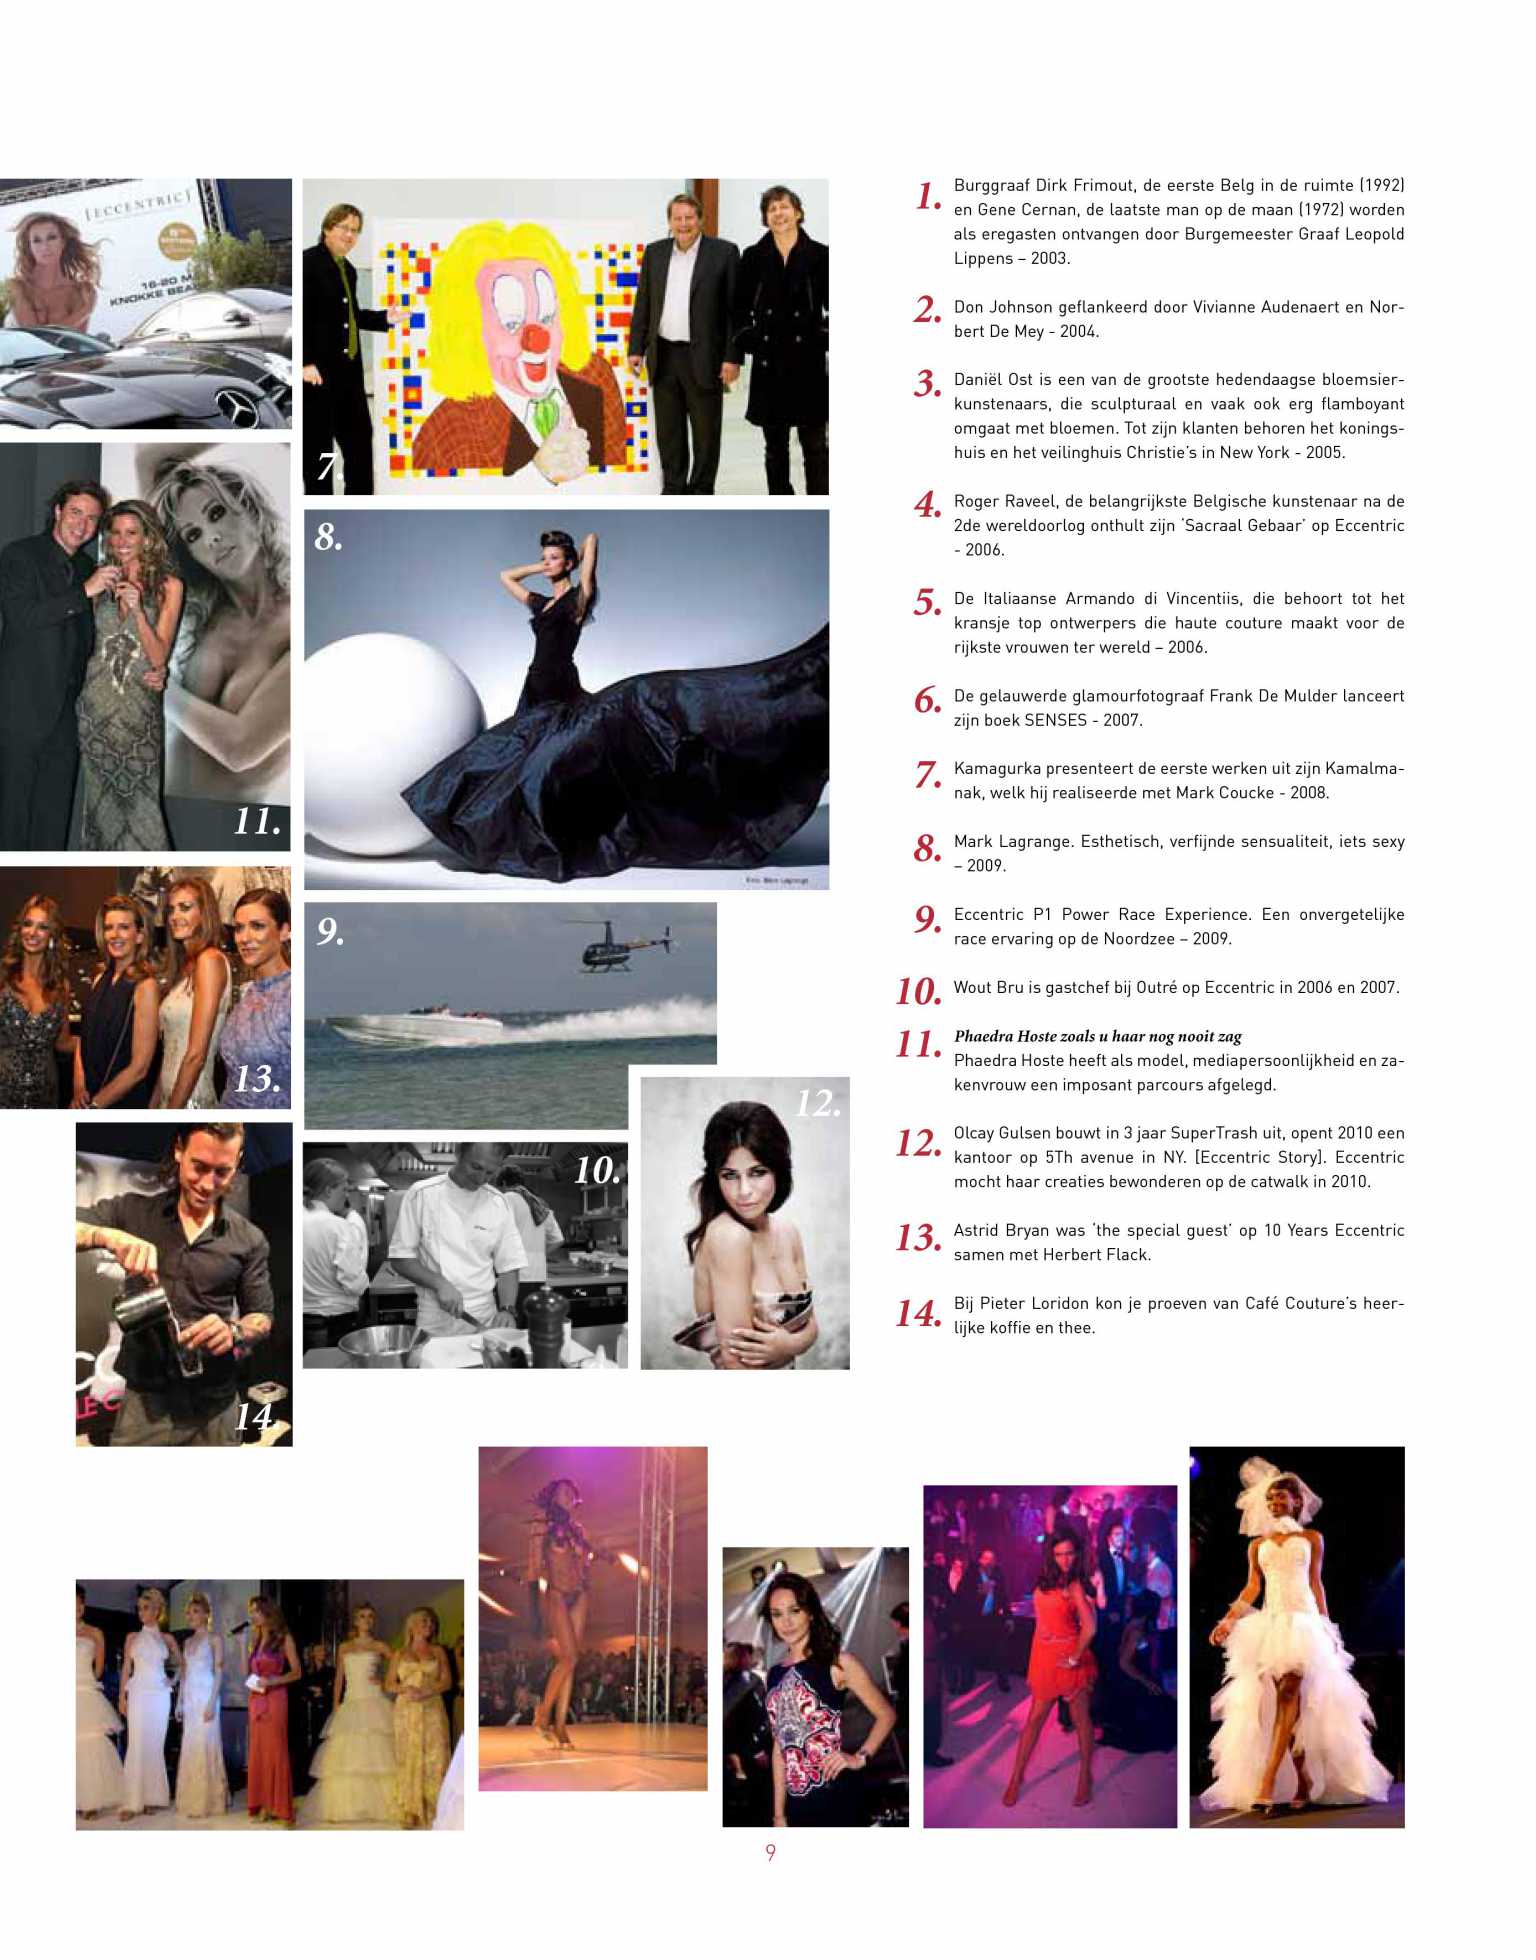 [ECCENTRIC]
16-20 M
KNOKKE BEA
7.
8.
11.
9.
13.
12.
10.
14.
1. Burggraaf Dirk Frimout, de eerste Belg in de ruimte (1992)
en Gene Cernan, de laatste man op de maan (1972) worden
als eregasten ontvangen door Burgemeester Graaf Leopold
Lippens – 2003.
2. Don Johnson geflankeerd door Vivianne Audenaert en Nor-
bert De Mey - 2004.
3. Daniël Ost is een van de grootste hedendaagse bloemsier-
kunstenaars, die sculpturaal en vaak ook erg flamboyant
omgaat met bloemen. Tot zijn klanten behoren het konings-
huis en het veilinghuis Christie’s in New York - 2005.
4. Roger Raveel, de belangrijkste Belgische kunstenaar na de
2de wereldoorlog onthult zijn ‘Sacraal Gebaar’ op Eccentric
- 2006.
5. De Italiaanse Armando di Vincentiis, die behoort tot het
kransje top ontwerpers die haute couture maakt voor de
rijkste vrouwen ter wereld – 2006.
6. De gelauwerde glamourfotograaf Frank De Mulder lanceert
zijn boek SENSES - 2007.
7. Kamagurka presenteert de eerste werken uit zijn Kamalma-
nak, welk hij realiseerde met Mark Coucke - 2008.
8. Mark Lagrange. Esthetisch, verfijnde sensualiteit, iets sexy
– 2009.
9. Eccentric P1 Power Race Experience. Een onvergetelijke
race ervaring op de Noordzee – 2009.
10. Wout Bru is gastchef bij Outré op Eccentric in 2006 en 2007.
11. Phaedra Hoste zoals u haar nog nooit zag
Phaedra Hoste heeft als model, mediapersoonlijkheid en za-
kenvrouw een imposant parcours afgelegd.
12. Olcay Gulsen bouwt in 3 jaar SuperTrash uit, opent 2010 een
kantoor op 5Th avenue in NY. [Eccentric Story]. Eccentric
mocht haar creaties bewonderen op de catwalk in 2010.
13. Astrid Bryan was ‘the special guest’ op 10 Years Eccentric
samen met Herbert Flack.
14. Bij Pieter Loridon kon je proeven van Café Couture’s heer-
lijke koffie en thee.
9